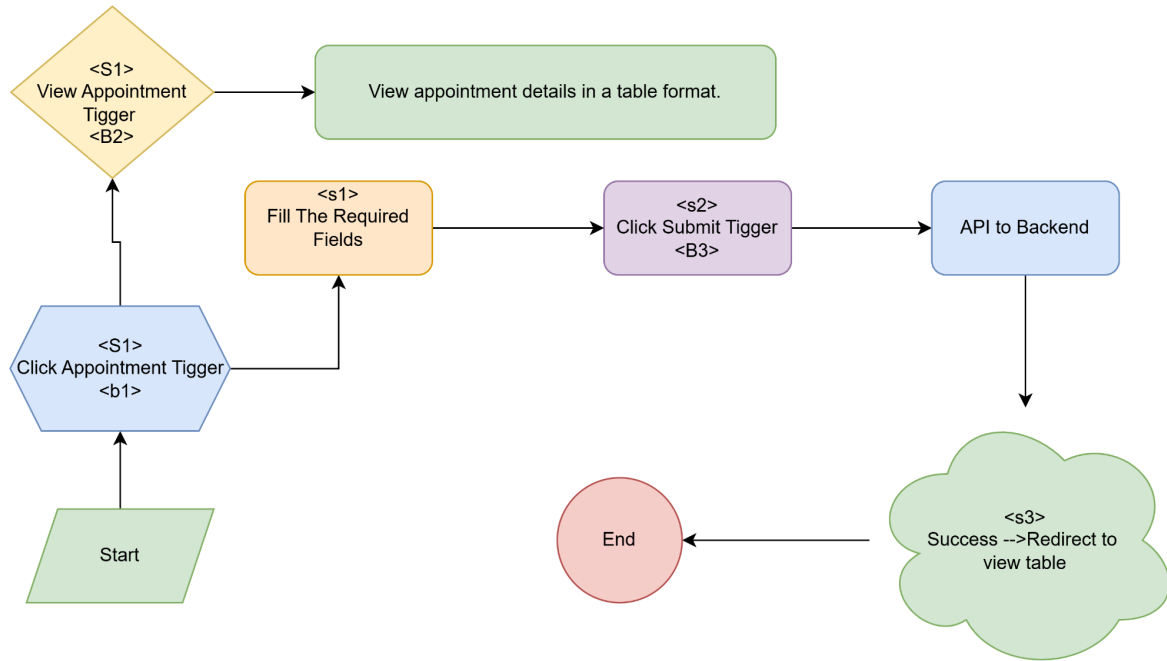 <S1>
View Appointment
Tigger
<B2>
View appointment details in a table format.
<s1>
Fill The Required
Fields
<s2>
Click Submit Tigger
<B3>
API to Backend
<S1>
Click Appointment Tigger
<b1>
Start
End
<s3>
Success -->Redirect to
view table